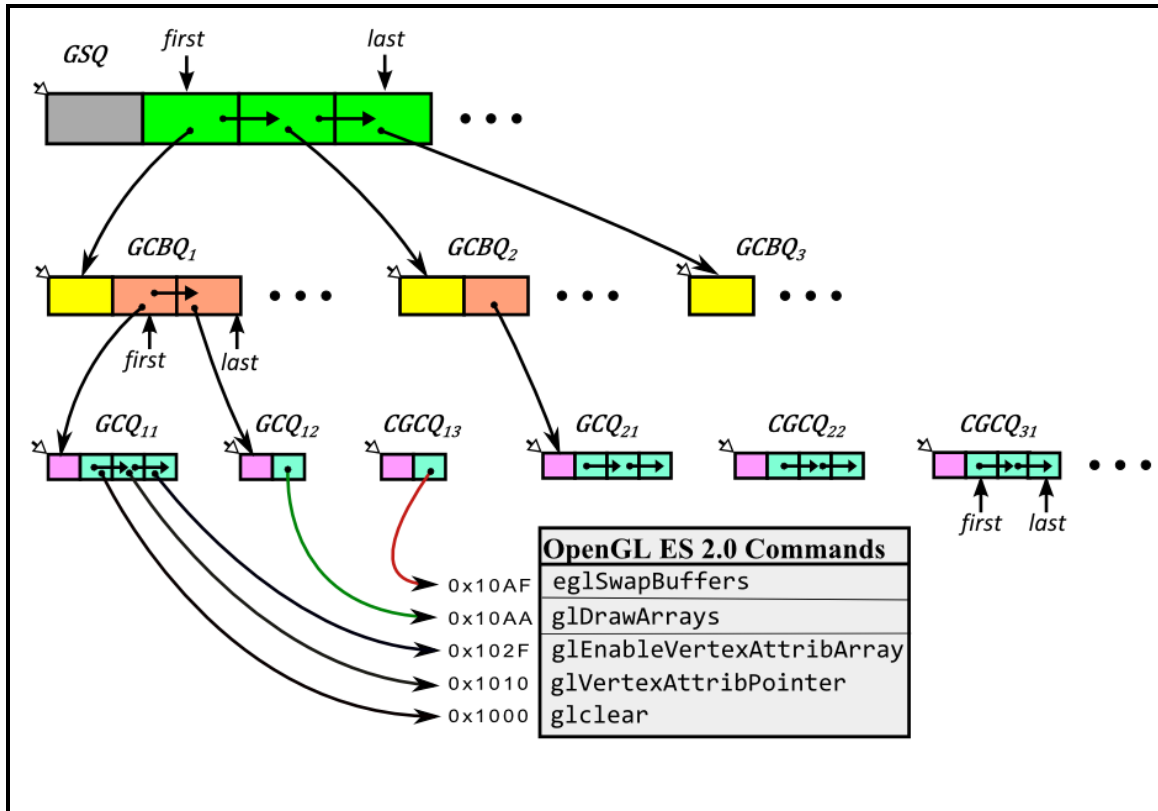 GSQ
first
last
GCBQ1
GCBQ2
GCBQ3
first
last
GCQ11
GCQ12
CGCQ13
GCQ21
CGCQ22
CGCQ31
first
last
OpenGL ES 2.0 Commands
0x10AF eglSwapBuffers
0x10AA glDrawArrays
0x102F glEnableVertexAttribArray
0x1010 glVertexAttribPointer
0x1000 glclear